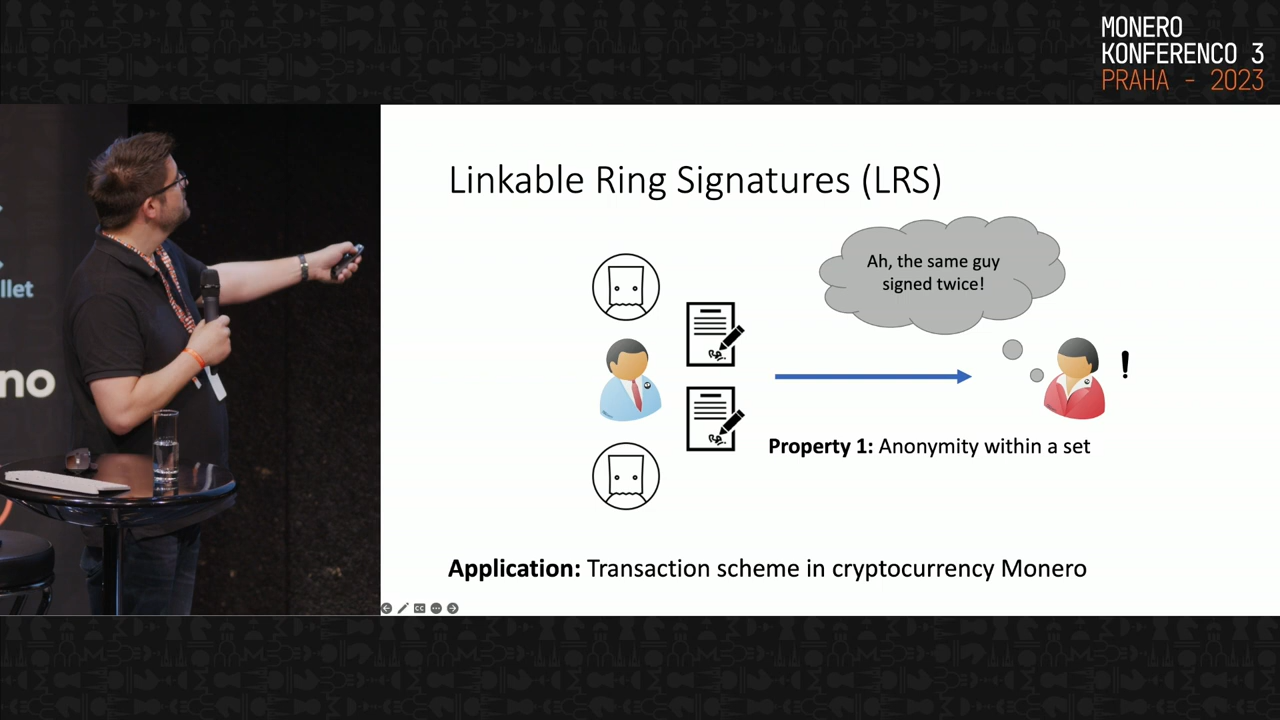 MONERO
KONFERENCO 3
PRAHA - 2023
llet
no
Linkable Ring Signatures (LRS)
Ah, the same guy
signed twice!
!
Property 1: Anonymity within a set
Application: Transaction scheme in cryptocurrency Monero
CC